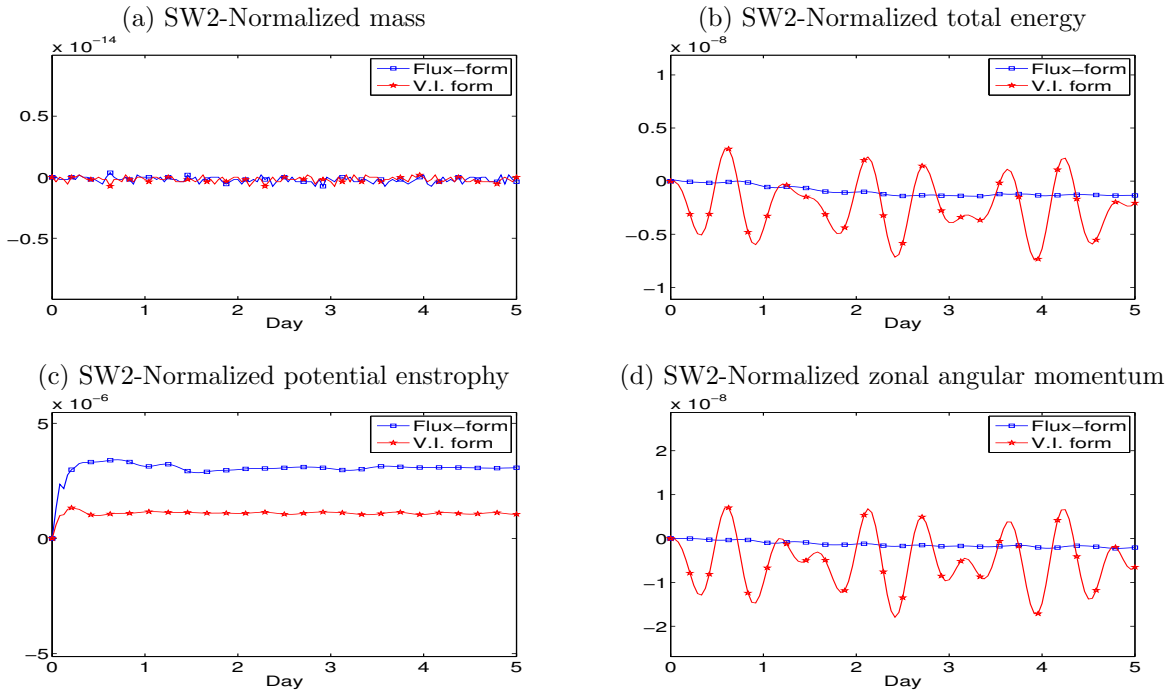 (a) SW2-Normalized mass
x 10^−14
0.5
0
−0.5
0 1 2 3 4 5
Day
Flux−form
V.I. form
(b) SW2-Normalized total energy
x 10^−8
1
0.5
0
−0.5
−1
0 1 2 3 4 5
Day
Flux−form
V.I. form
(c) SW2-Normalized potential enstrophy
x 10^−6
5
0
−5
0 1 2 3 4 5
Day
Flux−form
V.I. form
(d) SW2-Normalized zonal angular momentum
x 10^−8
2
1
0
−1
−2
0 1 2 3 4 5
Day
Flux−form
V.I. form